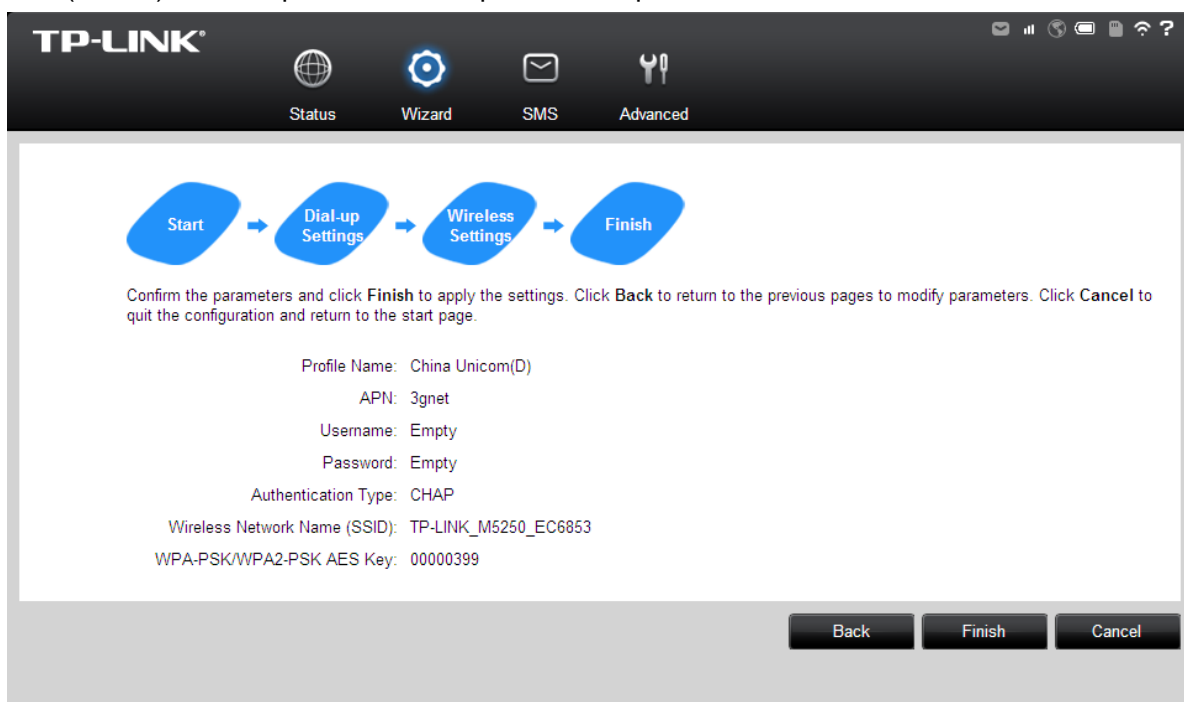 TP-LINK®
?
Status
Wizard
SMS
Advanced
Start
Dial-up
Settings
Wireless
Settings
Finish
Confirm the parameters and click Finish to apply the settings. Click Back to return to the previous pages to modify parameters. Click Cancel to
quit the configuration and return to the start page.
Profile Name: China Unicom(D)
APN: 3gnet
Username: Empty
Password: Empty
Authentication Type: CHAP
Wireless Network Name (SSID): TP-LINK_M5250_EC6853
WPA-PSK/WPA2-PSK AES Key: 00000399
Back
Finish
Cancel